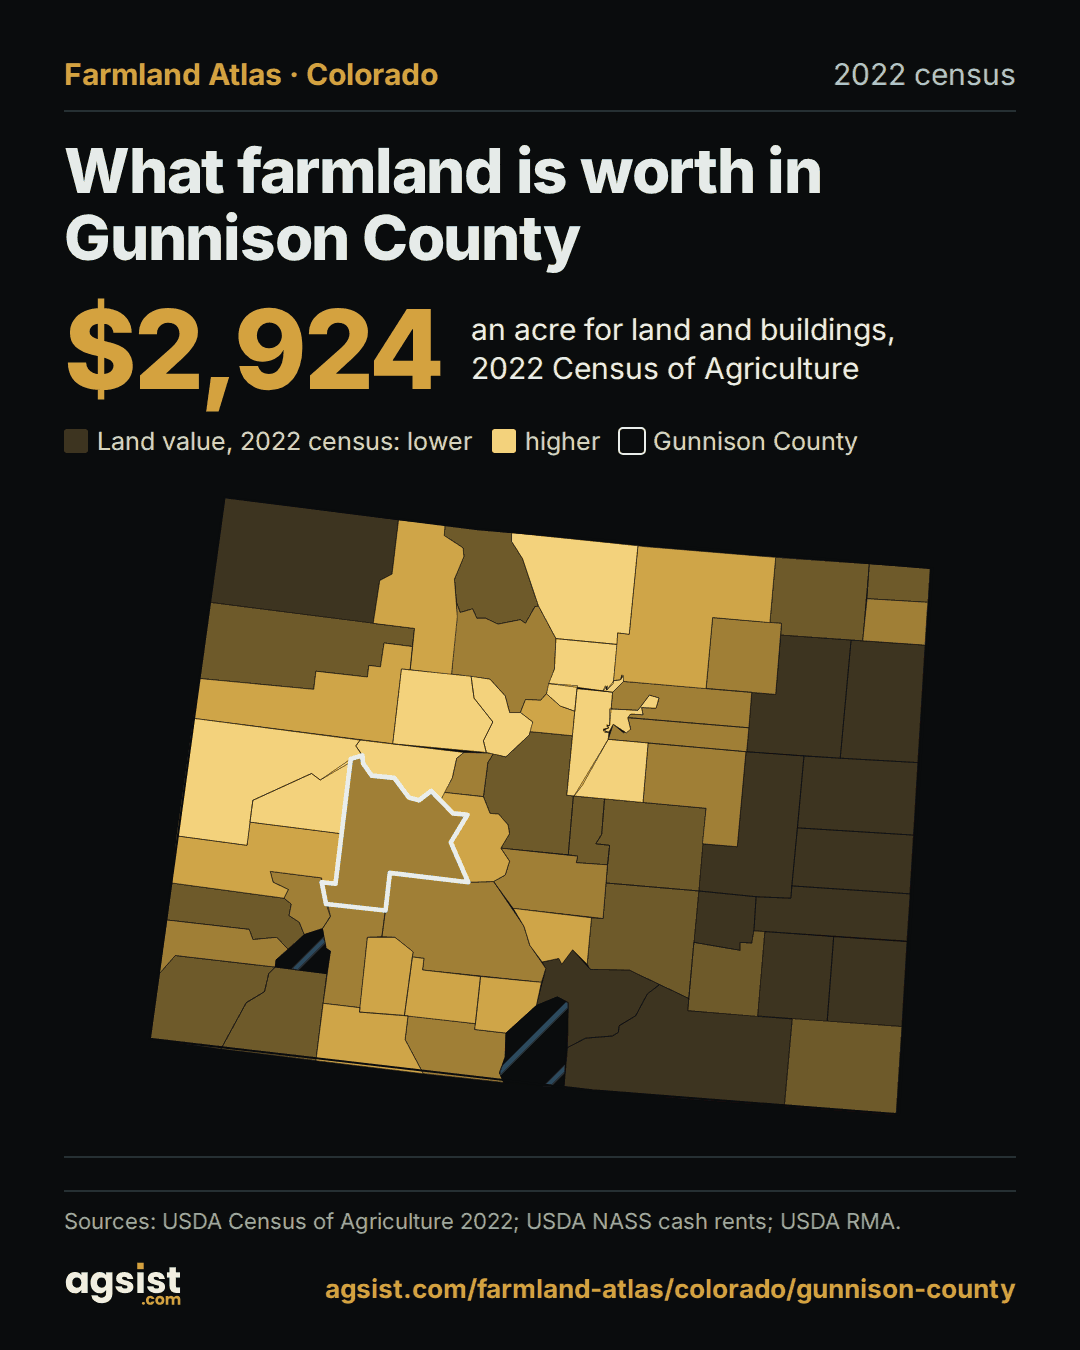 Farmland Atlas · Colorado
2022 census
What farmland is worth in
Gunnison County
$2,924
an acre for land and buildings,
2022 Census of Agriculture
Land value, 2022 census: lower
higher
Gunnison County
Sources: USDA Census of Agriculture 2022; USDA NASS cash rents; USDA RMA.
agsist
.com
agsist.com/farmland-atlas/colorado/gunnison-county